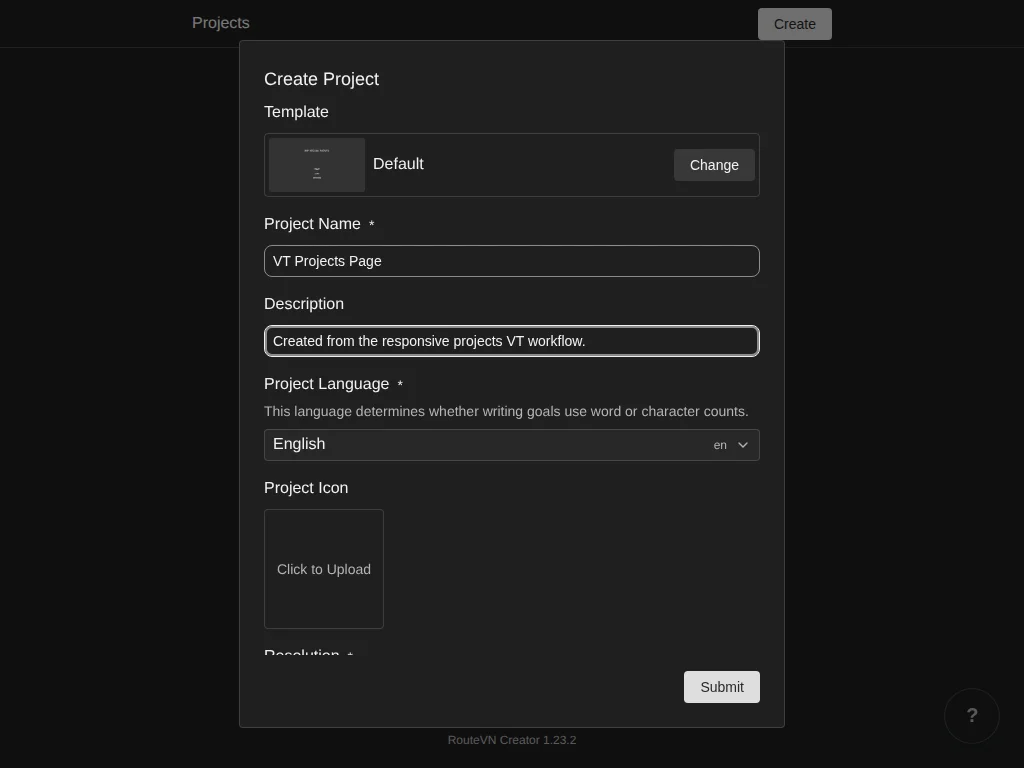 Projects
Create
Create Project
Template
Default
Change
Project Name *
VT Projects Page
Description
Created from the responsive projects VT workflow.
Project Language *
This language determines whether writing goals use word or character counts.
English
en
Project Icon
Click to Upload
Resolution *
Submit
?
RouteVN Creator 1.23.2